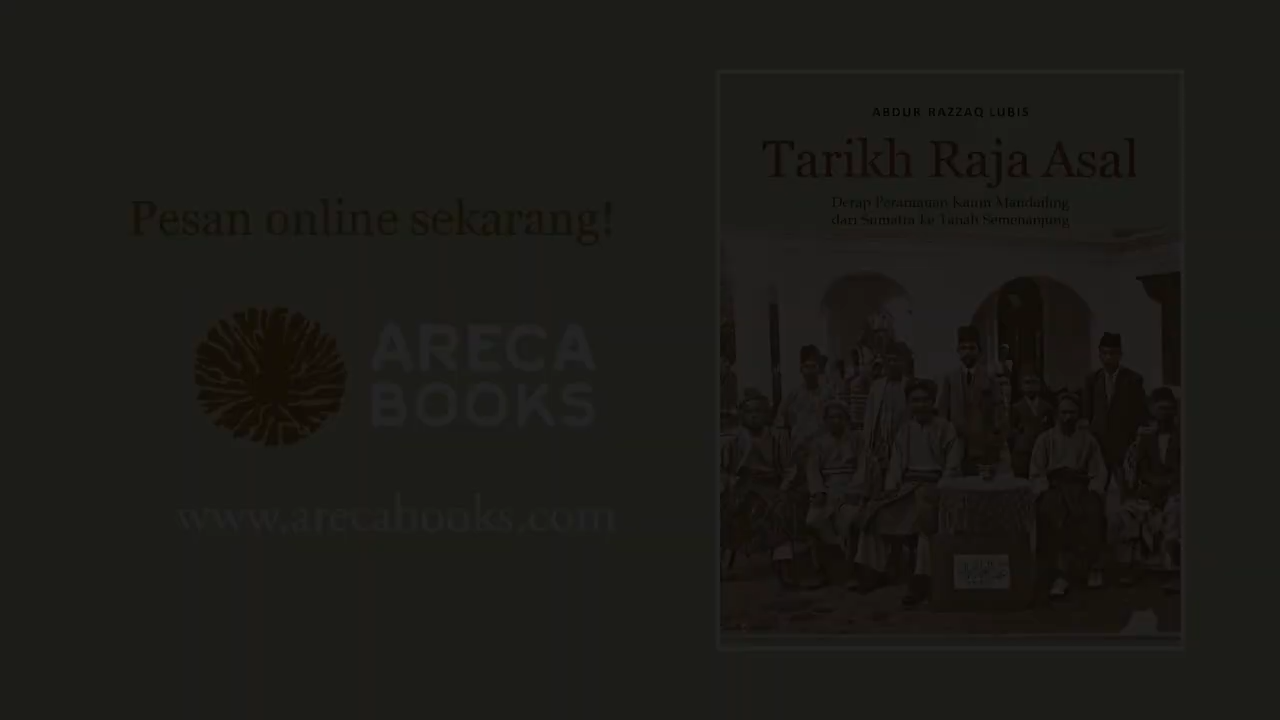 Pesan online sekarang!
ARECA
BOOKS
www.arecabooks.com
ABDUR RAZZAQ LUBIS
Tarikh Raja Asal
Derap Perantauan Kaum Mandailing
dari Sumatra ke Tanah Semenanjung